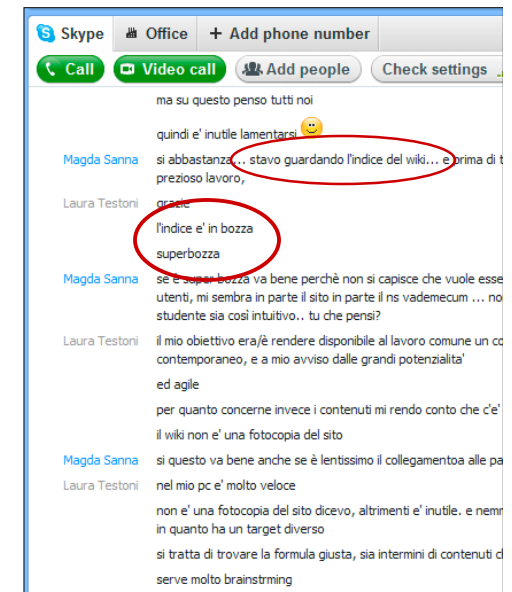 Skype Office + Add phone number
Call Video call Add people Check settings
ma su questo penso tutti noi
quindi e' inutile lamentarsi
Magda Sanna si abbastanza... stavo guardando l'indice del wiki... e prima di t
prezioso lavoro,
Laura Testoni grazie
l'indice e' in bozza
superbozza
Magda Sanna se è super bozza va bene perchè non si capisce che vuole esse
utenti, mi sembra in parte il sito in parte il ns vademecum ... no
studente sia così intuitivo.. tu che pensi?
Laura Testoni il mio obiettivo era/è rendere disponibile al lavoro comune un co
contemporaneo, e a mio avviso dalle grandi potenzialita'
ed agile
per quanto concerne invece i contenuti mi rendo conto che c'e'
il wiki non e' una fotocopia del sito
Magda Sanna si questo va bene anche se è lentissimo il collegamentoa alle pa
Laura Testoni nel mio pc e' molto veloce
non e' una fotocopia del sito dicevo, altrimenti e' inutile. e nemm
in quanto ha un target diverso
si tratta di trovare la formula giusta, sia intermini di contenuti c
serve molto brainstrming